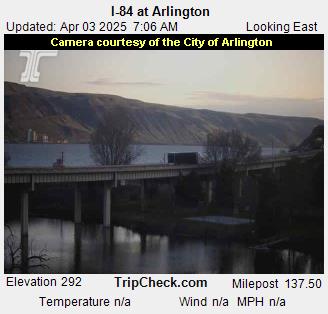 I-84 at Arlington
Updated: Apr 03 2025 7:06 AM Looking East
Camera courtesy of the City of Arlington
Elevation 292 TripCheck.com Milepost 137.50
Temperature n/a Wind n/a MPH n/a